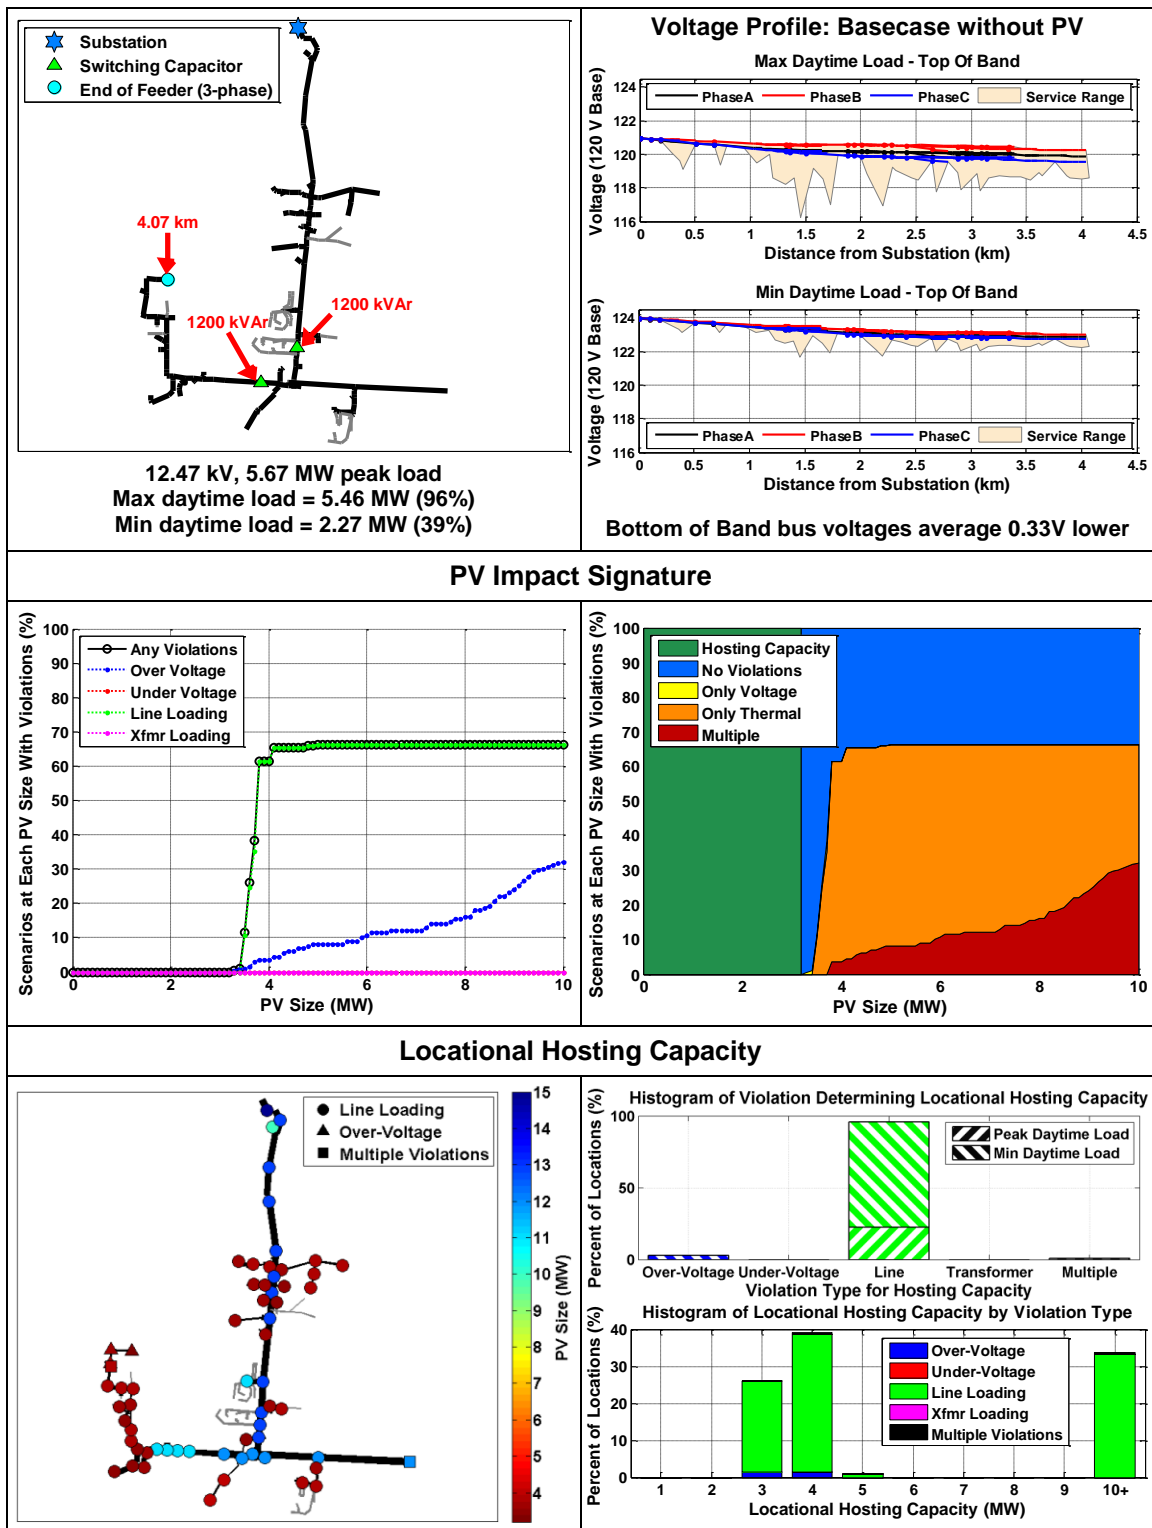 Substation
Switching Capacitor
End of Feeder (3-phase)
4.07 km
1200 kVAr
1200 kVAr
12.47 kV, 5.67 MW peak load
Max daytime load = 5.46 MW (96%)
Min daytime load = 2.27 MW (39%)
Voltage Profile: Basecase without PV
Max Daytime Load - Top Of Band
Voltage (120 V Base)
124
122
120
118
116
PhaseA PhaseB PhaseC Service Range
0 0.5 1 1.5 2 2.5 3 3.5 4 4.5
Distance from Substation (km)
Min Daytime Load - Top Of Band
Voltage (120 V Base)
124
122
120
118
116
PhaseA PhaseB PhaseC Service Range
0 0.5 1 1.5 2 2.5 3 3.5 4 4.5
Distance from Substation (km)
Bottom of Band bus voltages average 0.33V lower
PV Impact Signature
Scenarios at Each PV Size With Violations (%)
100
90
80
70
60
50
40
30
20
10
0
Any Violations
Over Voltage
Under Voltage
Line Loading
Xfmr Loading
0 2 4 6 8 10
PV Size (MW)
Scenarios at Each PV Size With Violations (%)
100
90
80
70
60
50
40
30
20
10
0
Hosting Capacity
No Violations
Only Voltage
Only Thermal
Multiple
0 2 4 6 8 10
PV Size (MW)
Locational Hosting Capacity
Line Loading
Over-Voltage
Multiple Violations
15
14
13
12
11
10
9
8
7
6
5
4
PV Size (MW)
Histogram of Violation Determining Locational Hosting Capacity
Percent of Locations (%)
100
50
0
Peak Daytime Load
Min Daytime Load
Over-Voltage Under-Voltage Line Transformer Multiple
Violation Type for Hosting Capacity
Histogram of Locational Hosting Capacity by Violation Type
Percent of Locations (%)
40
30
20
10
0
Over-Voltage
Under-Voltage
Line Loading
Xfmr Loading
Multiple Violations
1 2 3 4 5 6 7 8 9 10+
Locational Hosting Capacity (MW)